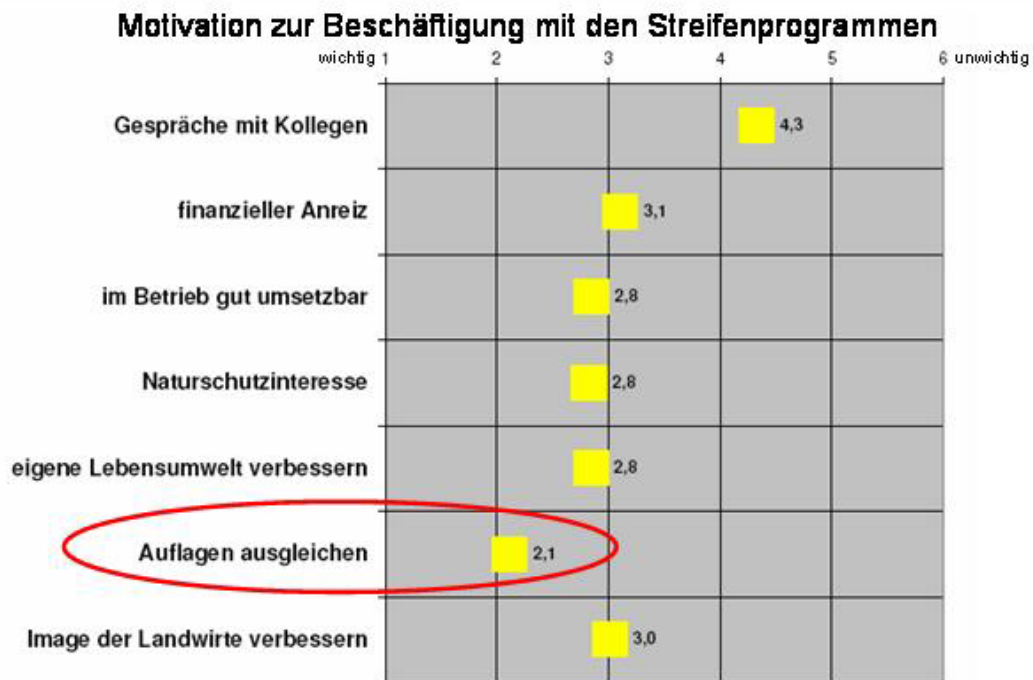 Motivation zur Beschäftigung mit den Streifenprogrammen
wichtig 1 2 3 4 5 6 unwichtig
Gespräche mit Kollegen 4,3
finanzieller Anreiz 3,1
im Betrieb gut umsetzbar 2,8
Naturschutzinteresse 2,8
eigene Lebensumwelt verbessern 2,8
Auflagen ausgleichen 2,1
Image der Landwirte verbessern 3,0